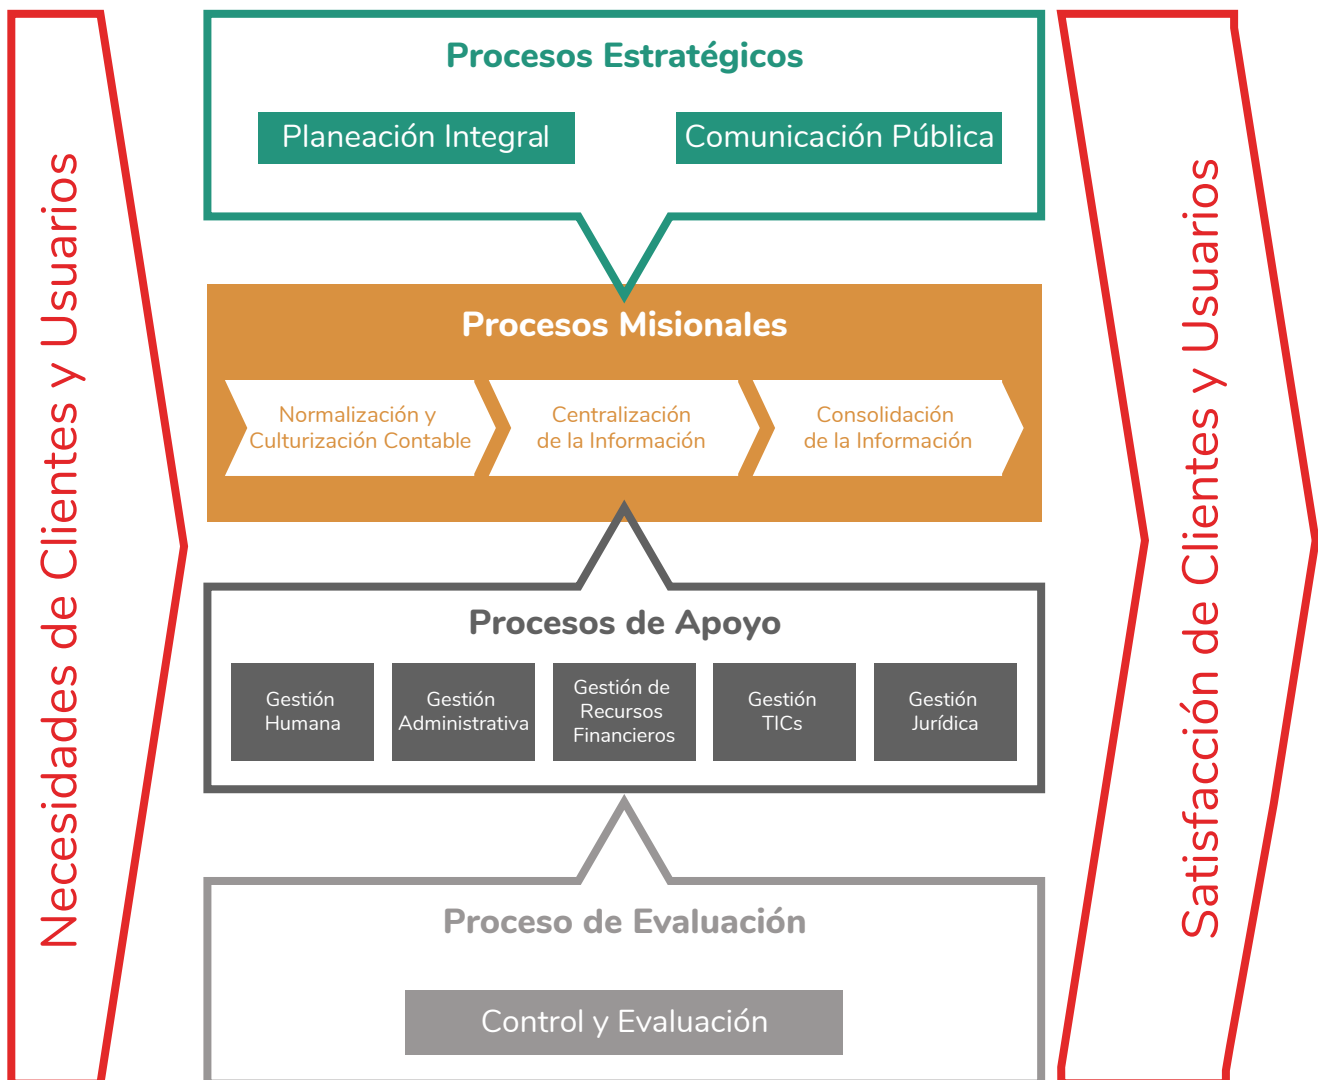 Necesidades de Clientes y Usuarios
Procesos Estratégicos
Planeación Integral
Comunicación Pública
Procesos Misionales
Normalización y
Culturización Contable
Centralización
de la Información
Consolidación
de la Información
Procesos de Apoyo
Gestión
Humana
Gestión
Administrativa
Gestión de
Recursos
Financieros
Gestión
TICs
Gestión
Jurídica
Proceso de Evaluación
Control y Evaluación
Satisfacción de Clientes y Usuarios